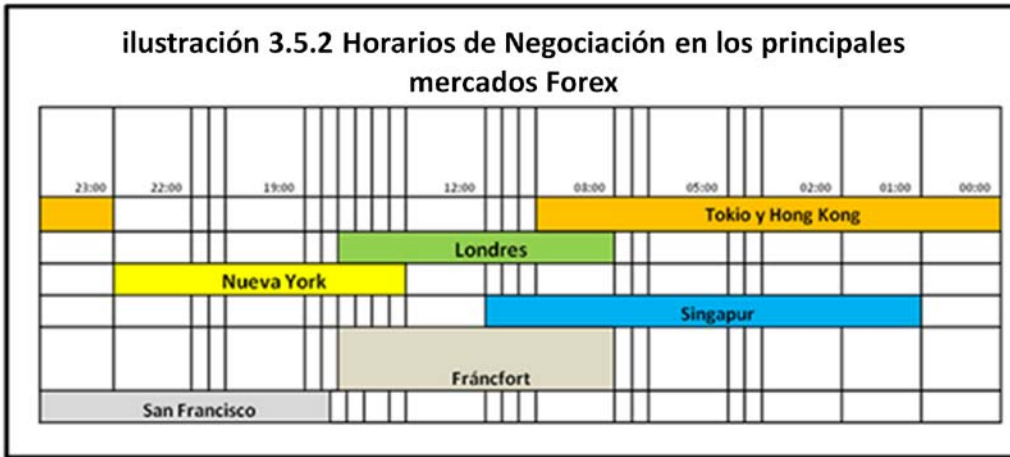 ilustración 3.5.2 Horarios de Negociación en los principales
mercados Forex
23:00 22:00 19:00 12:00 08:00 05:00 02:00 01:00 00:00
Tokio y Hong Kong
Londres
Nueva York
Singapur
Fráncfort
San Francisco